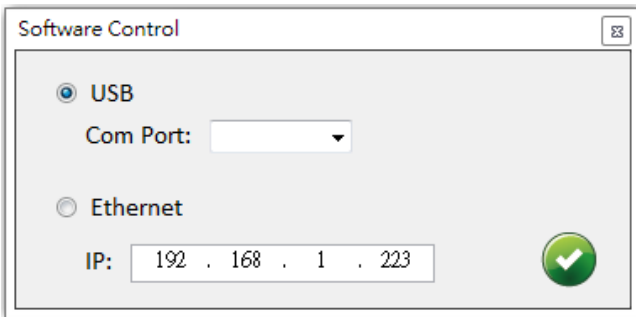 Software Control
USB
Com Port:
Ethernet
IP: 192 . 168 . 1 . 223